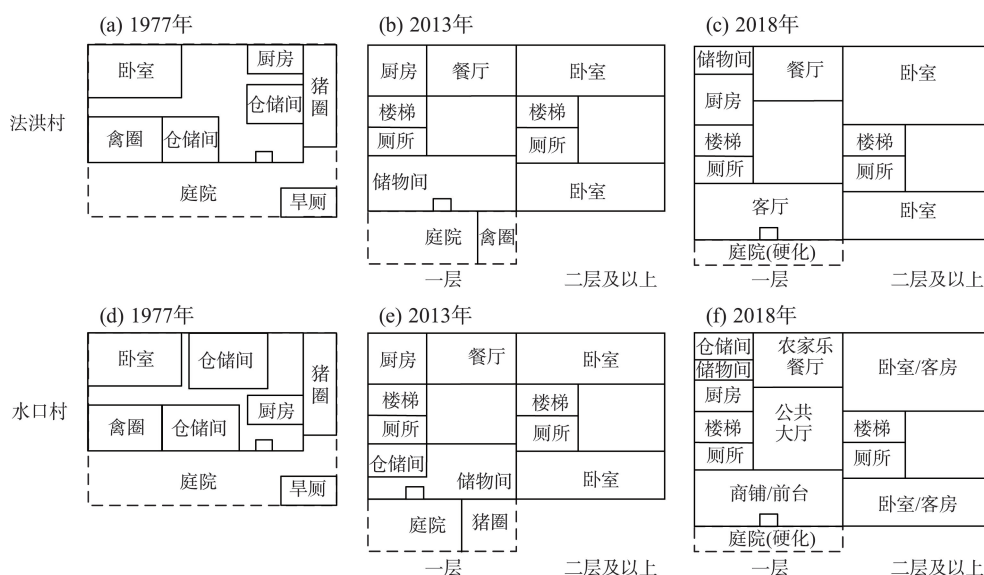 (a) 1977年
卧室
厨房
猪
圈
仓储间
禽圈
仓储间
庭院
旱厕
(b) 2013年
厨房
餐厅
卧室
楼梯
厕所
楼梯
厕所
储物间
卧室
庭院
禽圈
一层
二层及以上
(c) 2018年
储物间
餐厅
卧室
厨房
楼梯
厕所
楼梯
厕所
客厅
卧室
庭院(硬化)
一层
二层及以上
法洪村
(d) 1977年
卧室
仓储间
猪
圈
厨房
禽圈
仓储间
庭院
旱厕
(e) 2013年
厨房
餐厅
卧室
楼梯
厕所
楼梯
厕所
仓储间
储物间
卧室
庭院
猪圈
一层
二层及以上
(f) 2018年
仓储间
储物间
农家乐
餐厅
卧室/客房
厨房
公共
大厅
楼梯
厕所
楼梯
厕所
商铺/前台
卧室/客房
庭院(硬化)
一层
二层及以上
水口村